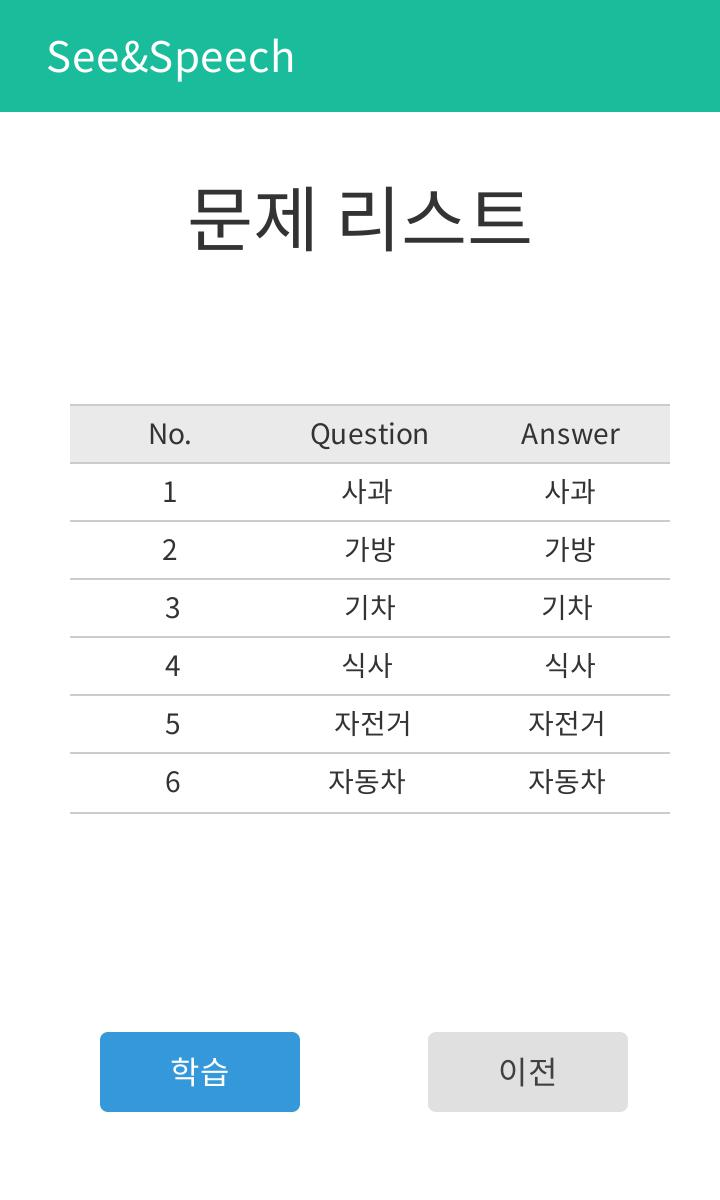 See&Speech
문제 리스트
No. Question Answer
1 사과 사과
2 가방 가방
3 기차 기차
4 식사 식사
5 자전거 자전거
6 자동차 자동차
학습 이전